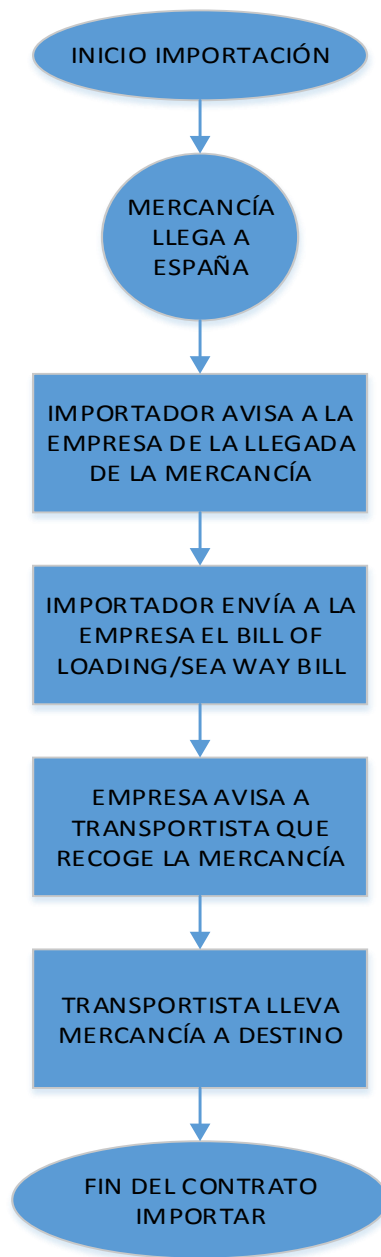 INICIO IMPORTACIÓN
MERCANCÍA
LLEGA A
ESPAÑA
IMPORTADOR AVISA A LA
EMPRESA DE LA LLEGADA
DE LA MERCANCÍA
IMPORTADOR ENVÍA A LA
EMPRESA EL BILL OF
LOADING/SEA WAY BILL
EMPRESA AVISA A
TRANSPORTISTA QUE
RECOGE LA MERCANCÍA
TRANSPORTISTA LLEVA
MERCANCÍA A DESTINO
FIN DEL CONTRATO
IMPORTAR